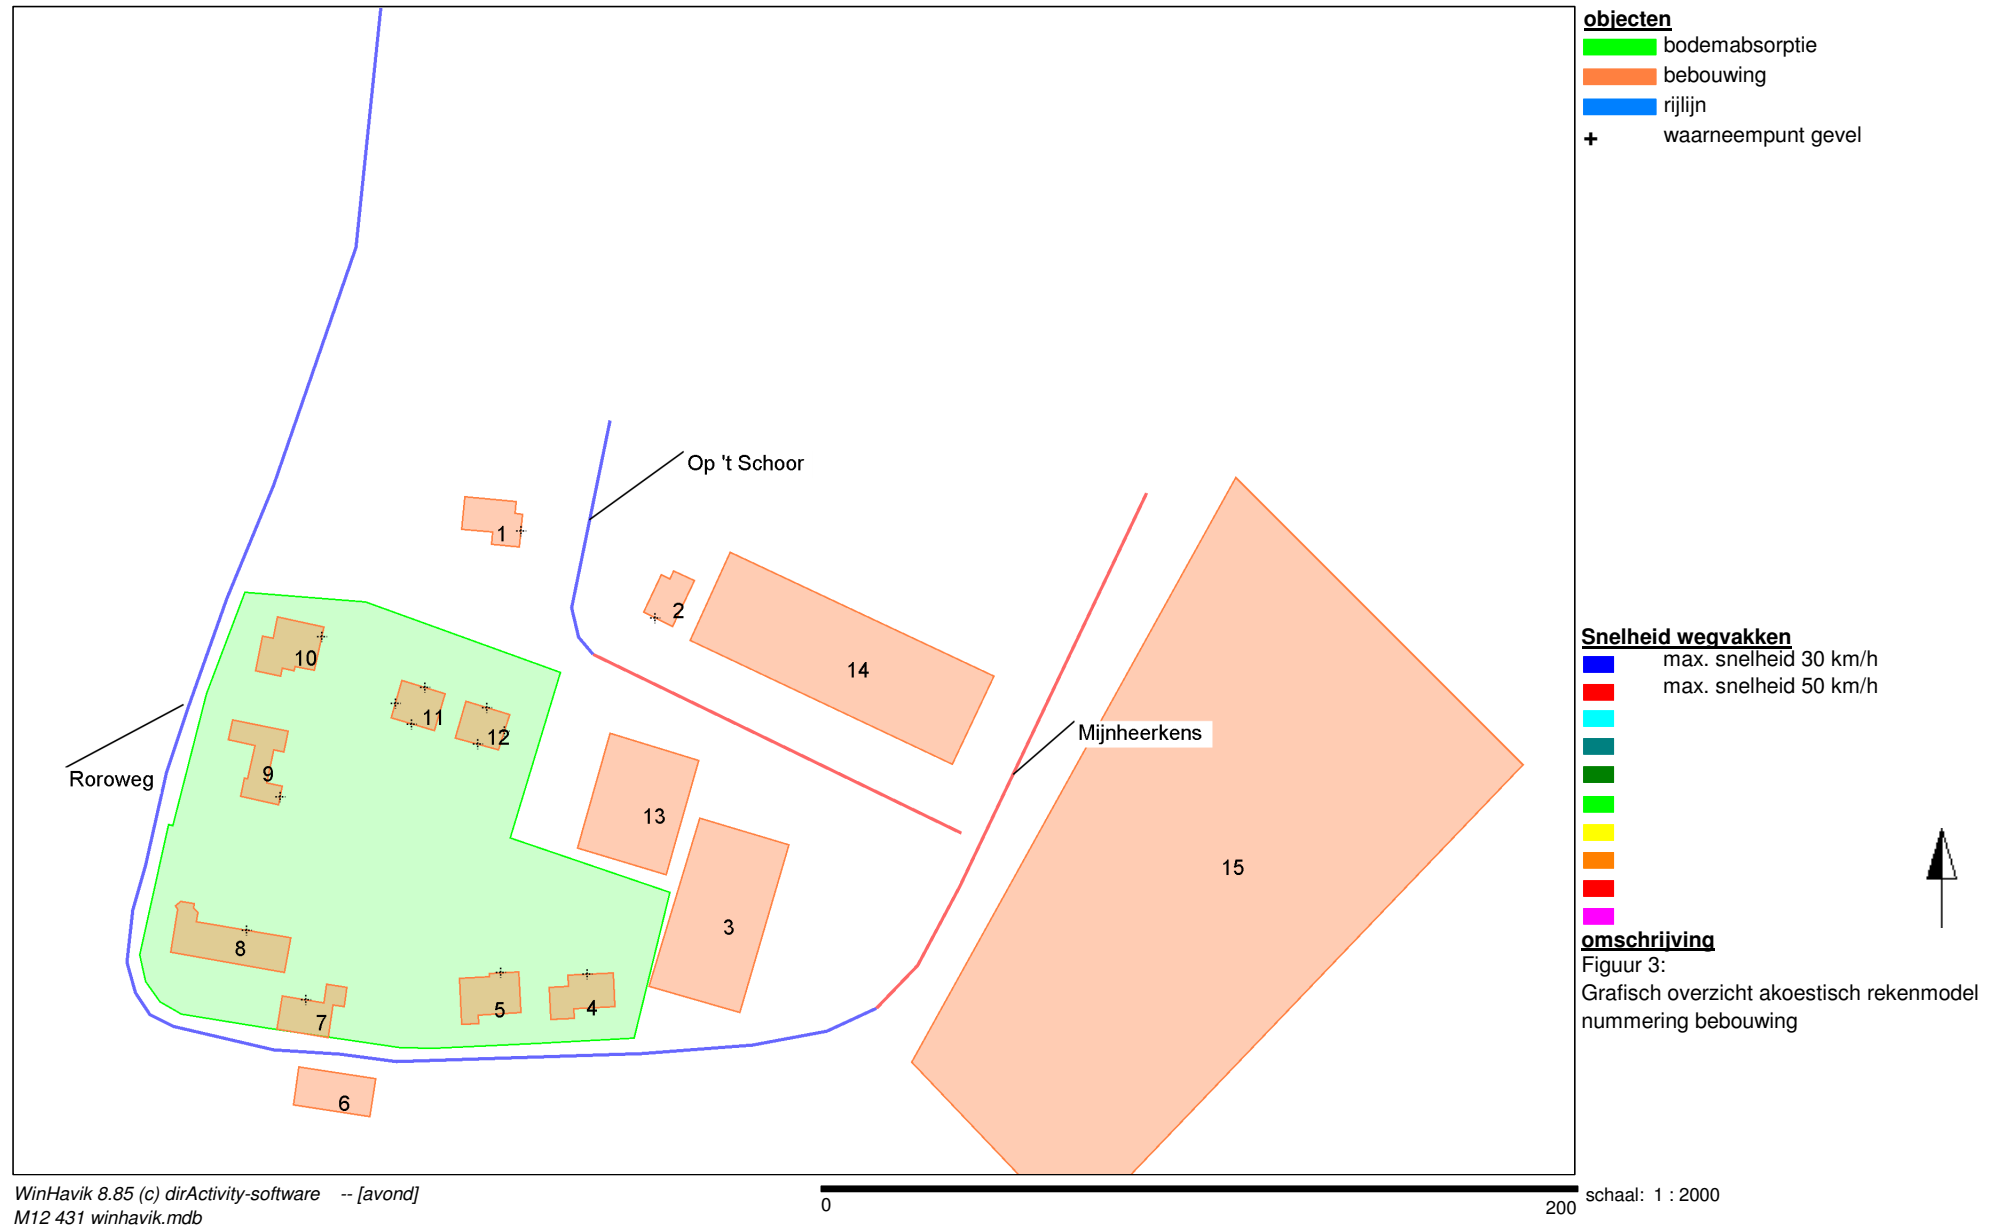 objecten
bodemabsorptie
bebouwing
rijlijn
+ waarneempunt gevel
Op 't Schoor
1
2
10
14
11
12
Mijnheerkens
Roroweg
9
13
15
3
8
5
4
7
6
Snelheid wegvakken
max. snelheid 30 km/h
max. snelheid 50 km/h
omschrijving
Figuur 3:
Grafisch overzicht akoestisch rekenmodel
nummering bebouwing
WinHavik 8.85 (c) dirActivity-software -- [avond]
M12 431 winhavik.mdb
0
200
schaal: 1 : 2000